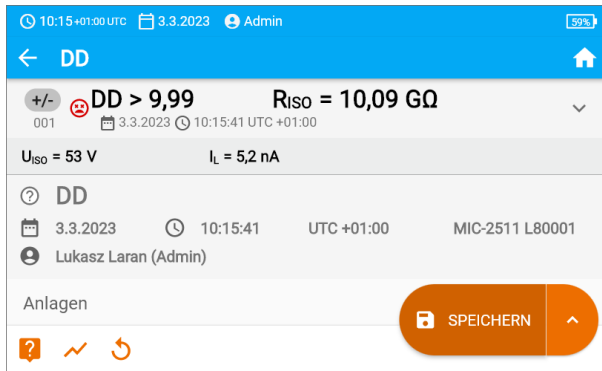 10:15+01:00 UTC 3.3.2023 Admin 59%
DD
+/- DD > 9,99 RISO = 10,09 GΩ
001 3.3.2023 10:15:41 UTC +01:00
UISO = 53 V IL = 5,2 nA
? DD
3.3.2023 10:15:41 UTC +01:00 MIC-2511 L80001
Lukasz Laran (Admin)
Anlagen
SPEICHERN
?